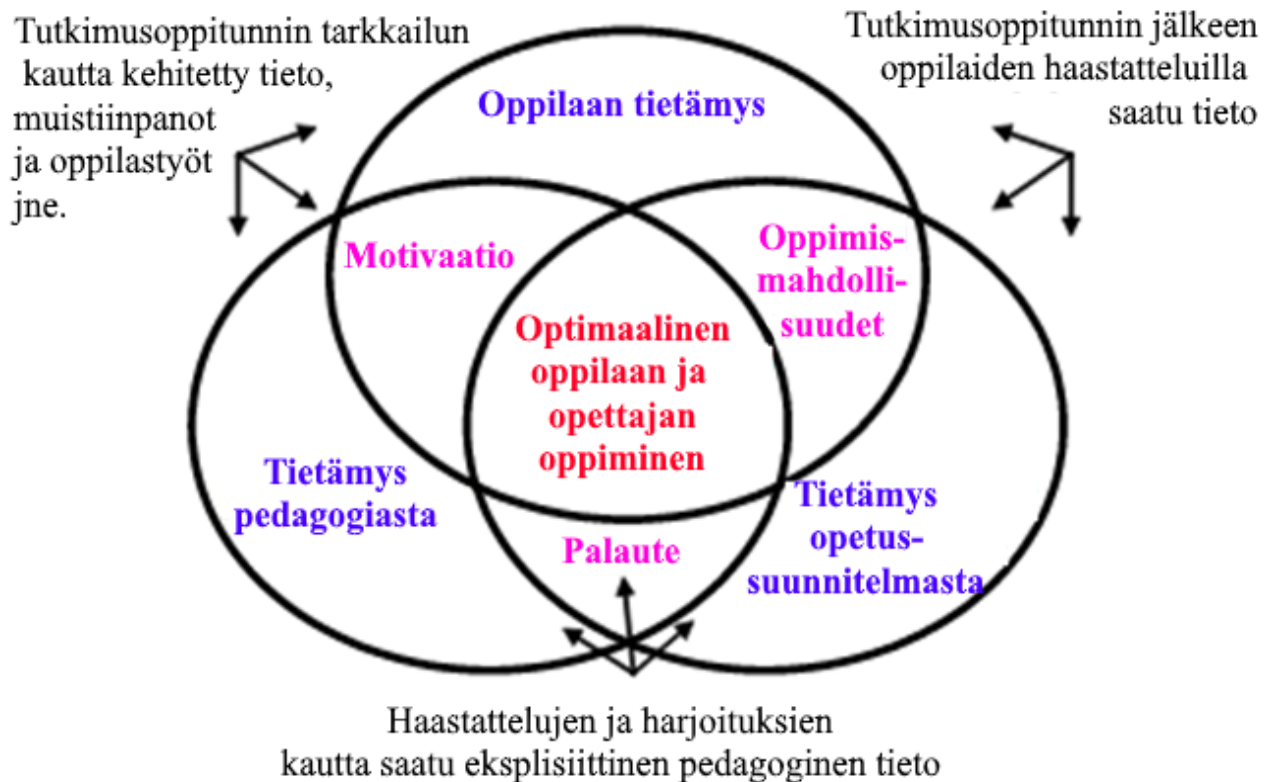 Tutkimusoppitunnin tarkkailun
kautta kehitetty tieto,
muistiinpanot
ja oppilastyöt
jne.
Tutkimusoppitunnin jälkeen
oppilaiden haastatteluilla
saatu tieto
Oppilaan tietämys
Motivaatio
Oppimis-
mahdolli-
suudet
Optimaalinen
oppilaan ja
opettajan
oppiminen
Tietämys
pedagogiasta
Tietämys
opetus-
suunnitelmasta
Palaute
Haastattelujen ja harjoituksien
kautta saatu eksplisiittinen pedagoginen tieto